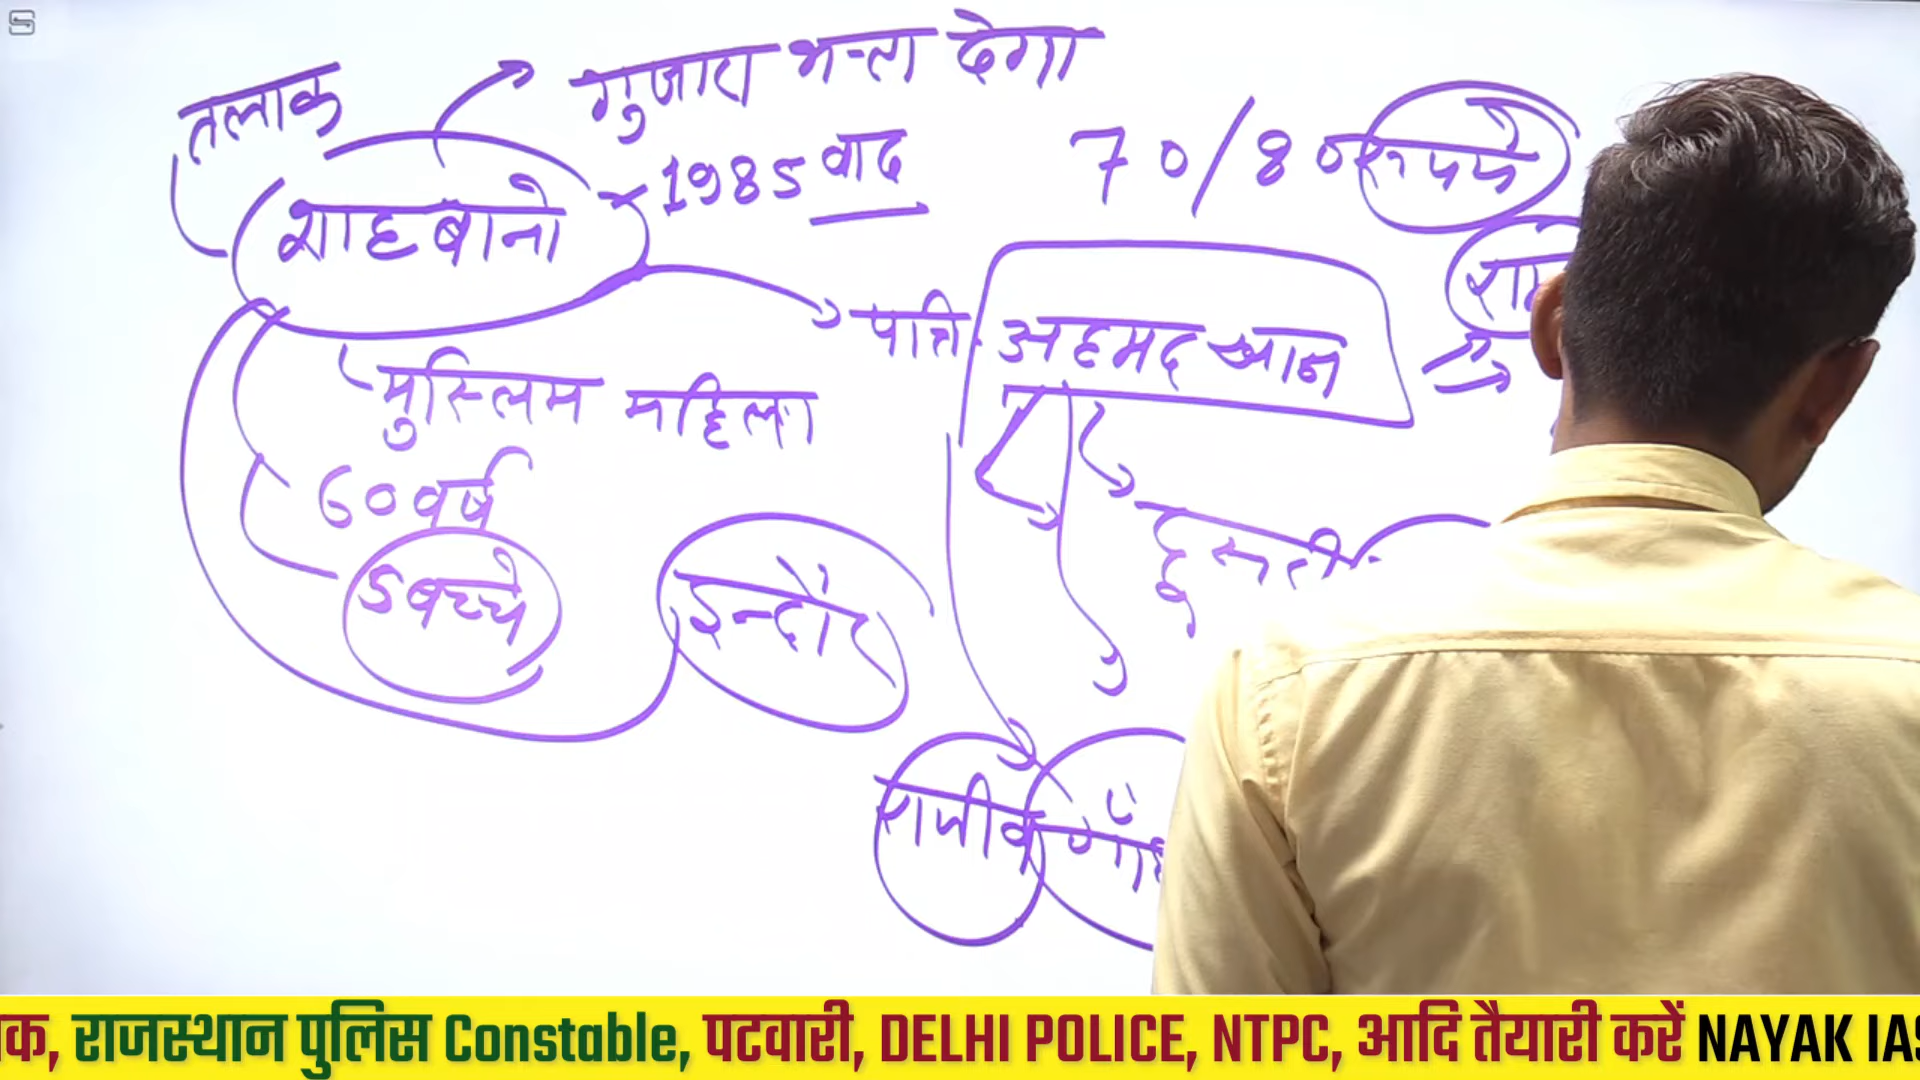 तलाक
गुजारा भत्ता देगा
शाहबानो
1985 वाद
70/80 रुपये
पति
अहमद खान
मुस्लिम महिला
60 वर्ष
5 बच्चे
इन्दौर
दूसरी
राजीव
क, राजस्थान पुलिस Constable, पटवारी, DELHI POLICE, NTPC, आदि तैयारी करें NAYAK IAS